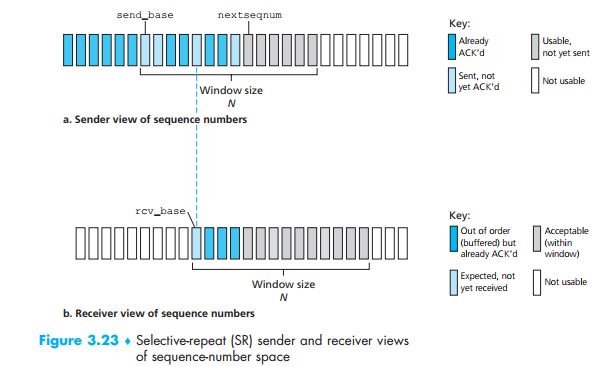 send_base
nextseqnum
Window size
N
a. Sender view of sequence numbers
Key:
Already
ACK'd
Usable,
not yet sent
Sent, not
yet ACK'd
Not usable
rcv_base
Window size
N
b. Receiver view of sequence numbers
Key:
Out of order
(buffered) but
already ACK'd
Acceptable
(within
window)
Expected, not
yet received
Not usable
Figure 3.23 ♦ Selective-repeat (SR) sender and receiver views
of sequence-number space